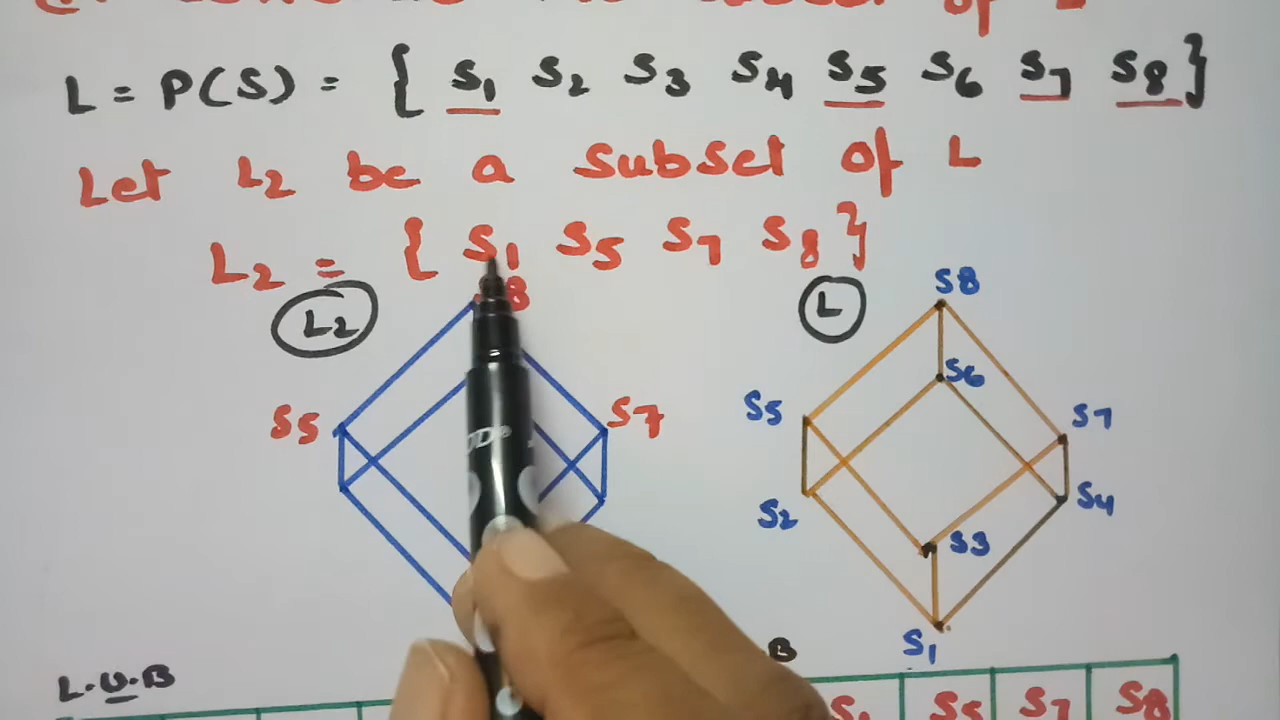 L = P(S) = { S1 S2 S3 S4 S5 S6 S7 S8 }
Let L2 be a subset of L
L2 = { S1 S5 S7 S8 }
L2
8
S5
S7
L
S8
S6
S5
S7
S2
S4
S3
S1
L.U.B
B
S5 S7 S8